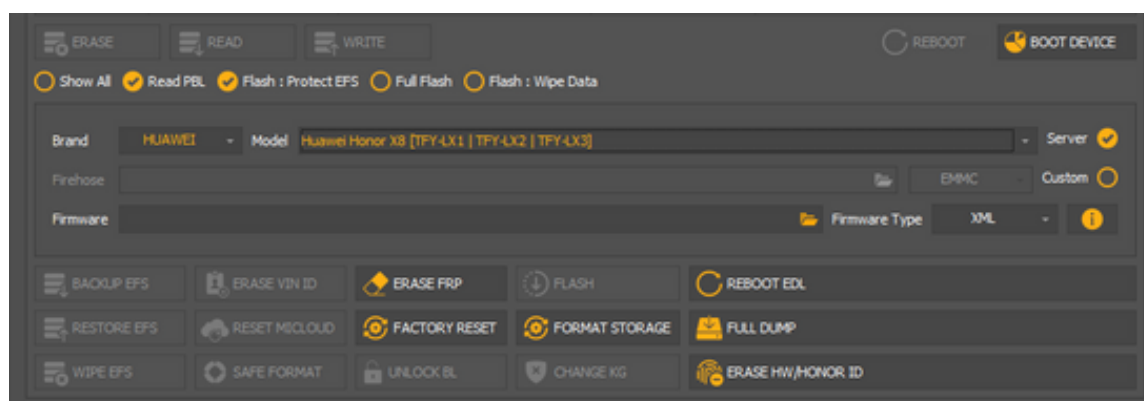 ERASE READ WRITE REBOOT BOOT DEVICE
Show All Read PBL Flash : Protect EFS Full Flash Flash : Wipe Data
Brand HUAWEI Model Huawei Honor X8 [TFY-LX1 | TFY-LX2 | TFY-LX3] Server
Firehose EMMC Custom
Firmware Firmware Type XML
BACKUP EFS ERASE VIN ID ERASE FRP FLASH REBOOT EDL
RESTORE EFS RESET MICLOUD FACTORY RESET FORMAT STORAGE FULL DUMP
WIPE EFS SAFE FORMAT UNLOCK BL CHANGE KG ERASE HW/HONOR ID